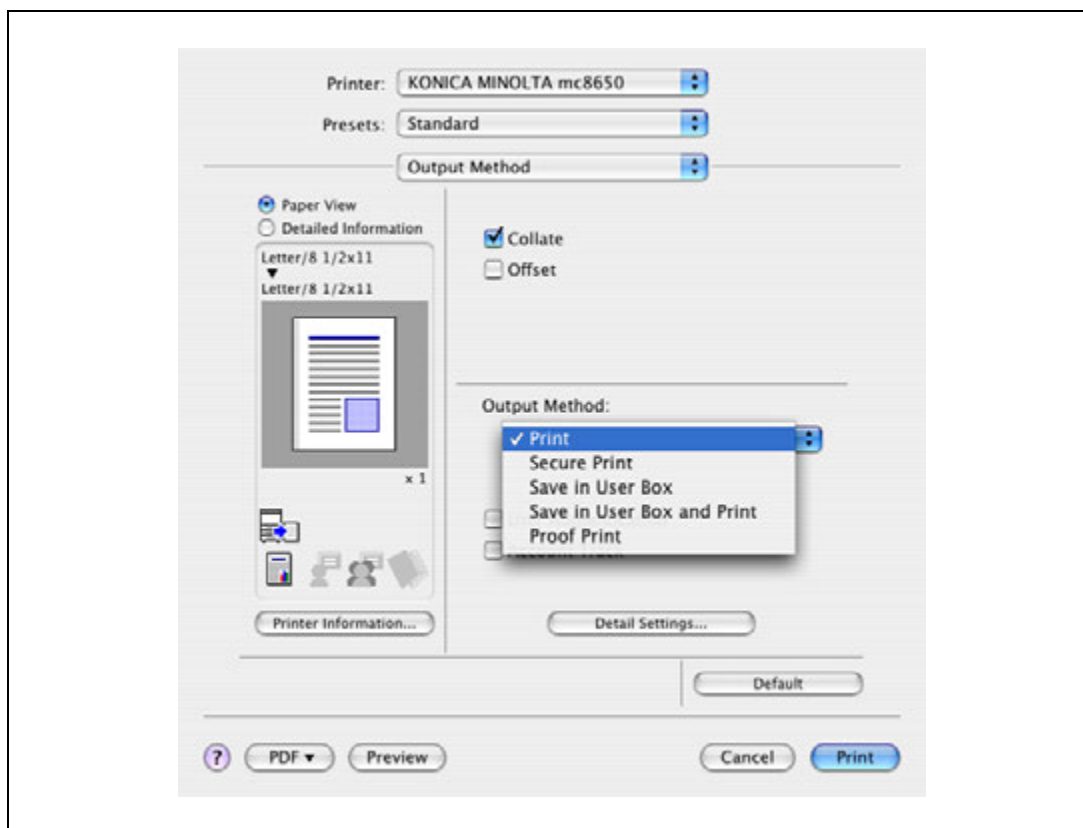 Printer: KONICA MINOLTA mc8650
Presets: Standard
Output Method
Paper View
Detailed Information
Letter/8 1/2x11
Letter/8 1/2x11
x 1
Printer Information...
Collate
Offset
Output Method:
✓ Print
Secure Print
Save in User Box
Save in User Box and Print
Proof Print
Detail Settings...
Default
? PDF ▼ Preview Cancel Print